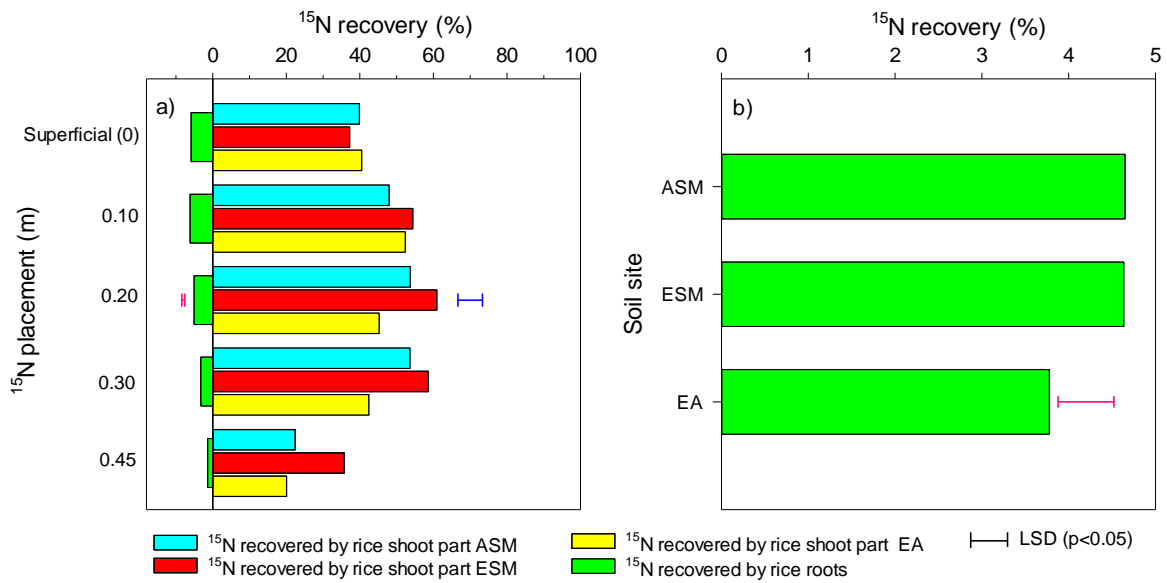 ¹⁵N recovery (%)
0 20 40 60 80 100
a)
Superficial (0)
0.10
0.20
0.30
0.45
¹⁵N placement (m)
¹⁵N recovery (%)
0 1 2 3 4 5
b)
ASM
ESM
EA
Soil site
¹⁵N recovered by rice shoot part ASM
¹⁵N recovered by rice shoot part ESM
¹⁵N recovered by rice shoot part EA
¹⁵N recovered by rice roots
LSD (p<0.05)